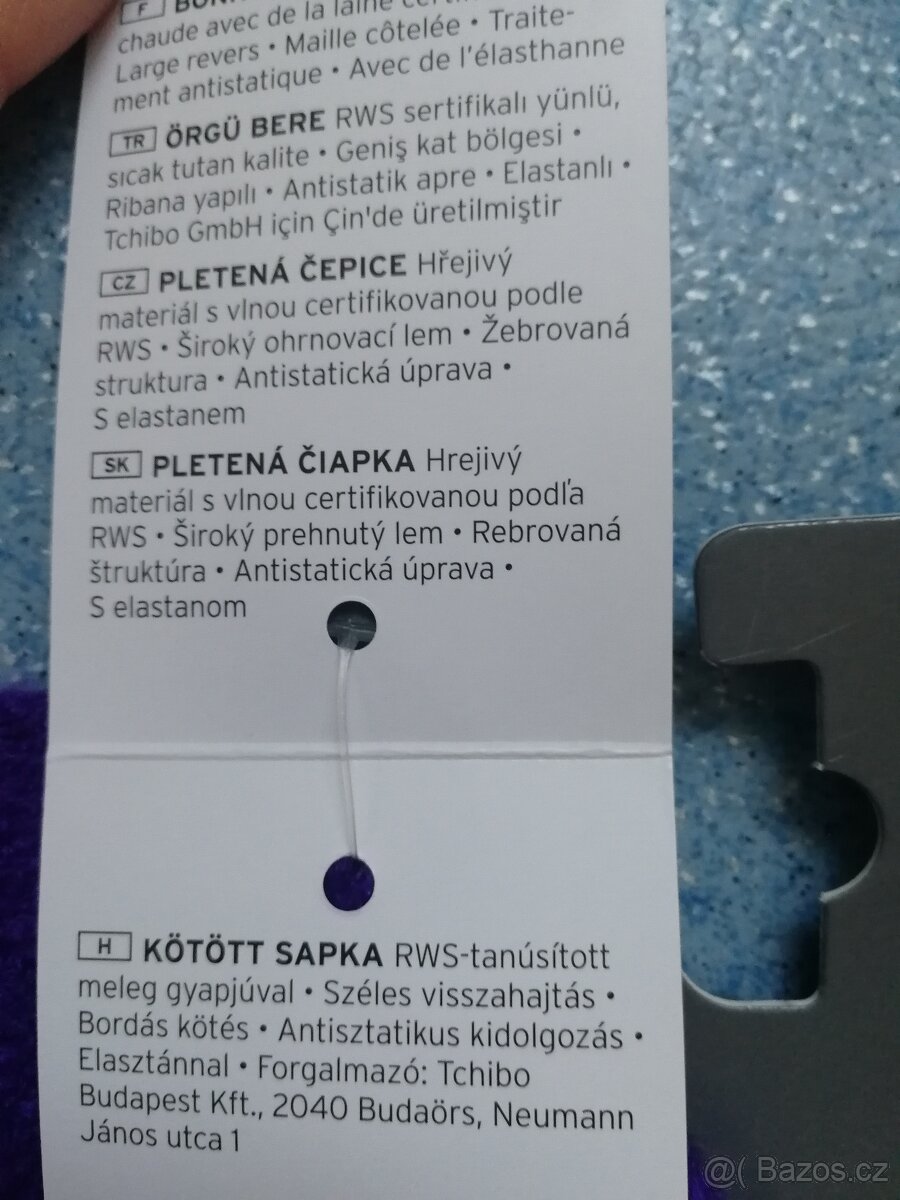 F
chaude avec de la laine
Large revers • Maille côtelée • Traite-
ment antistatique • Avec de l'élasthanne
TR ÖRGÜ BERE RWS sertifikalı yünlü,
sıcak tutan kalite • Geniş kat bölgesi •
Ribana yapılı • Antistatik apre • Elastanlı •
Tchibo GmbH için Çin'de üretilmiştir
CZ PLETENÁ ČEPICE Hřejivý
materiál s vlnou certifikovanou podle
RWS • Široký ohrnovací lem • Žebrovaná
struktura • Antistatická úprava •
S elastanem
SK PLETENÁ ČIAPKA Hrejivý
materiál s vlnou certifikovanou podľa
RWS • Široký prehnutý lem • Rebrovaná
štruktúra • Antistatická úprava •
S elastanom
H KÖTÖTT SAPKA RWS-tanúsított
meleg gyapjúval • Széles visszahajtás •
Bordás kötés • Antisztatikus kidolgozás •
Elasztánnal • Forgalmazó: Tchibo
Budapest Kft., 2040 Budaörs, Neumann
János utca 1
@( Bazos.cz